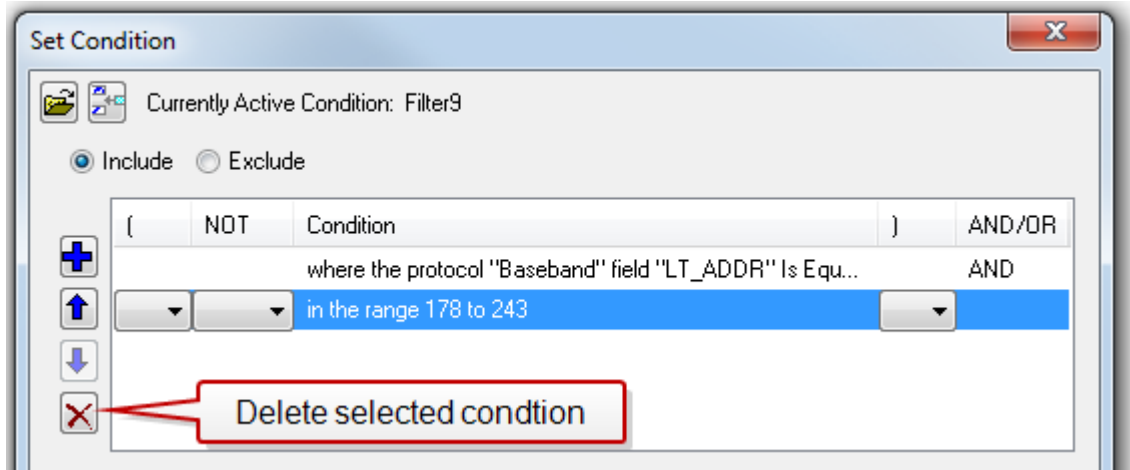 Set Condition
Currently Active Condition: Filter9
Include Exclude
( NOT Condition ) AND/OR
where the protocol "Baseband" field "LT_ADDR" Is Equ... AND
in the range 178 to 243
Delete selected condtion